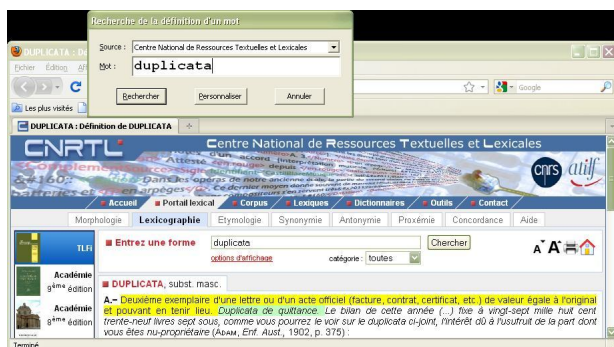 Recherche de la définition d'un mot
Source : Centre National de Ressources Textuelles et Lexicales
Mot : duplicata
Rechercher Personnaliser Annuler
DUPLICATA : Dé
Fichier Édition
Les plus visités
Google
DUPLICATA : Définition de DUPLICATA
CNRTL Centre National de Ressources Textuelles et Lexicales
cnrs atilf
Accueil Portail lexical Corpus Lexiques Dictionnaires Outils Contact
Morphologie Lexicographie Etymologie Synonymie Antonymie Proxémie Concordance Aide
TLFi
Entrez une forme duplicata Chercher
options d'affichage catégorie : toutes
A A
Académie
9ème édition
Académie
8ème édition
DUPLICATA, subst. masc.
A.− Deuxième exemplaire d'une lettre ou d'un acte officiel (facture, contrat, certificat, etc.) de valeur égale à l'original
et pouvant en tenir lieu. Duplicata de quittance. Le bilan de cette année (...) fixe à vingt-sept mille huit cent
trente-neuf livres sept sous, comme vous pourrez le voir sur le duplicata ci-joint, l'intérêt dû à l'usufruit de la part dont
vous êtes nu-propriétaire (ADAM, Enf. Aust., 1902, p. 375) :
Terminé